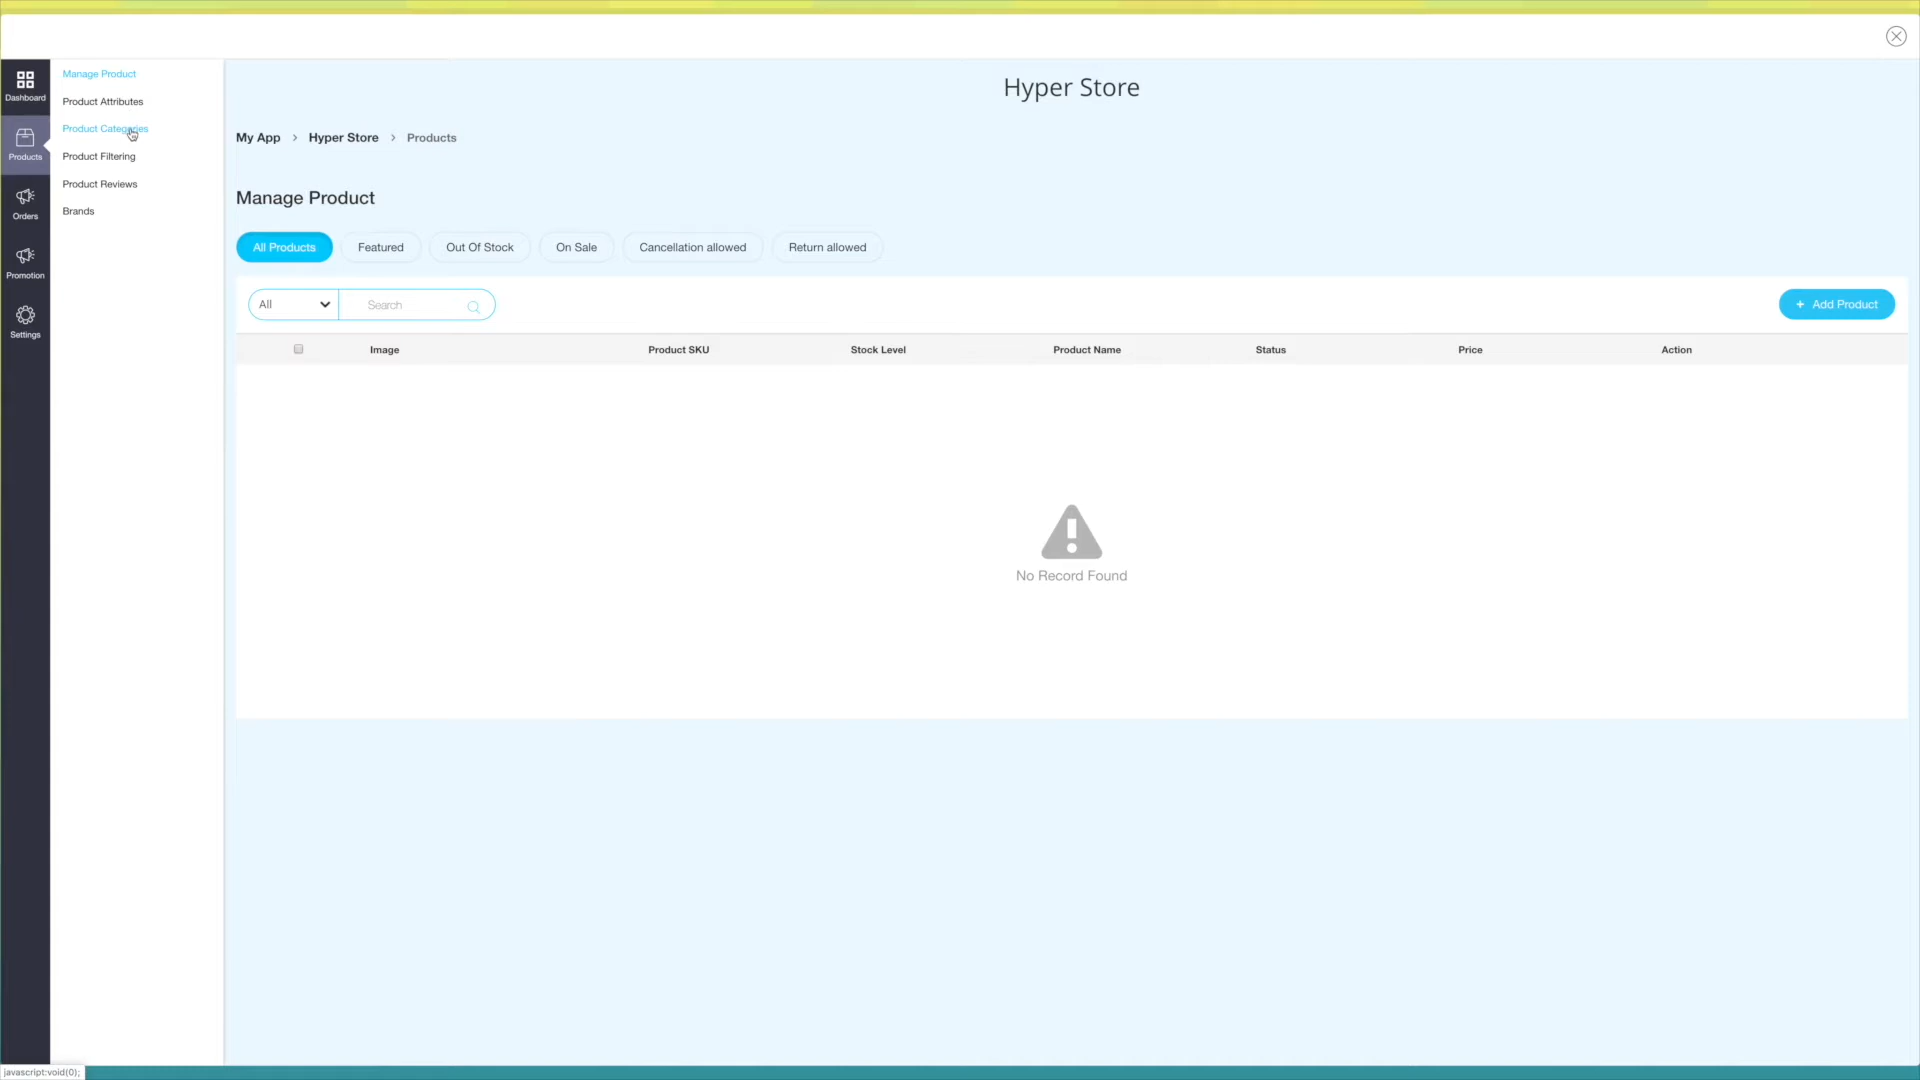 Dashboard
Products
Orders
Promotion
Settings
Manage Product
Product Attributes
Product Categories
Product Filtering
Product Reviews
Brands
Hyper Store
My App > Hyper Store > Products
Manage Product
All Products Featured Out Of Stock On Sale Cancellation allowed Return allowed
All Search + Add Product
Image Product SKU Stock Level Product Name Status Price Action
No Record Found
javascript:void(0);